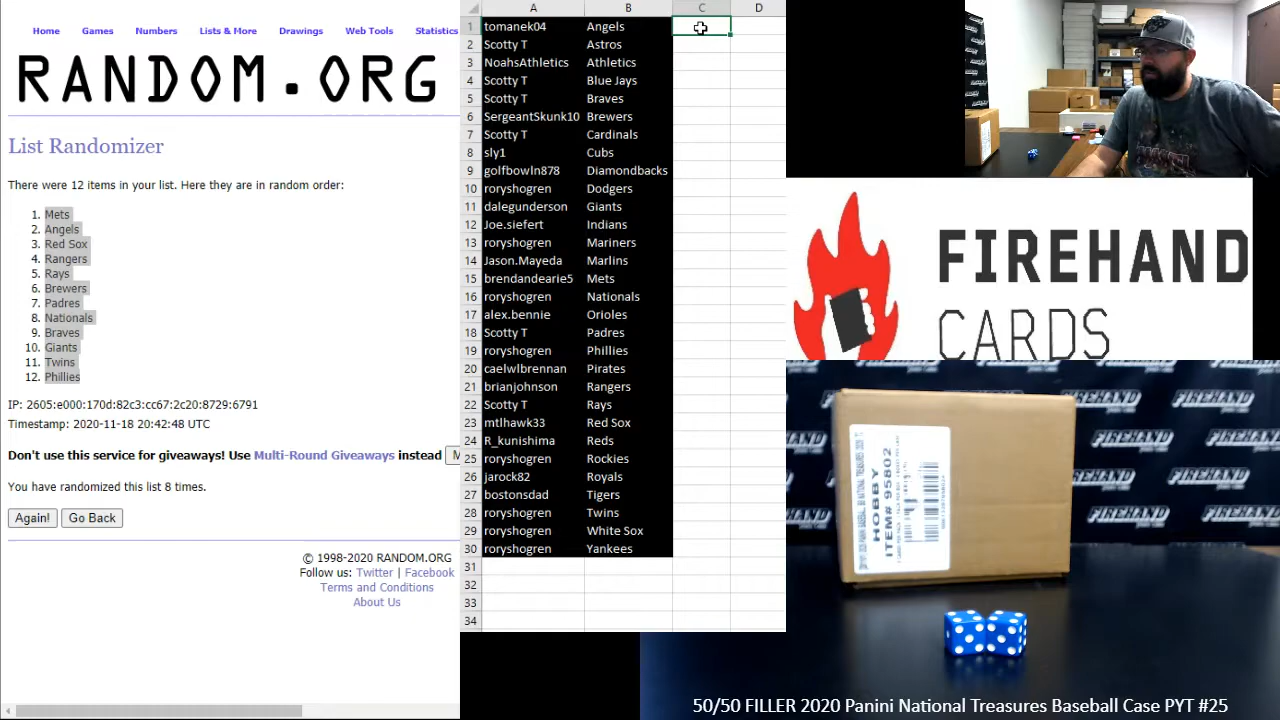 Home Games Numbers Lists & More Drawings Web Tools Statistics
RANDOM.ORG
List Randomizer
There were 12 items in your list. Here they are in random order:
1. Mets
2. Angels
3. Red Sox
4. Rangers
5. Rays
6. Brewers
7. Padres
8. Nationals
9. Braves
10. Giants
11. Twins
12. Phillies
IP: 2605:e000:170d:82c3:cc67:2c20:8729:6791
Timestamp: 2020-11-18 20:42:48 UTC
Don't use this service for giveaways! Use Multi-Round Giveaways instead M
You have randomized this list 8 times.
Again! Go Back
© 1998-2020 RANDOM.ORG
Follow us: Twitter | Facebook
Terms and Conditions
About Us
A B C D
1 tomanek04 Angels
2 Scotty T Astros
3 NoahsAthletics Athletics
4 Scotty T Blue Jays
5 Scotty T Braves
6 SergeantSkunk10 Brewers
7 Scotty T Cardinals
8 sly1 Cubs
9 golfbowln878 Diamondbacks
10 roryshogren Dodgers
11 dalegunderson Giants
12 Joe.siefert Indians
13 roryshogren Mariners
14 Jason.Mayeda Marlins
15 brendandearie5 Mets
16 roryshogren Nationals
17 alex.bennie Orioles
18 Scotty T Padres
19 roryshogren Phillies
20 caelwlbrennan Pirates
21 brianjohnson Rangers
22 Scotty T Rays
23 mtlhawk33 Red Sox
24 R_kunishima Reds
25 roryshogren Rockies
26 jarock82 Royals
27 bostonsdad Tigers
28 roryshogren Twins
29 roryshogren White Sox
30 roryshogren Yankees
31
32
33
34
FIREHAND
CARDS
HOBBY
ITEM# 95802
FIREHAND
FIREHAND
FIREHAND
FIREHAND
FIREHAND
50/50 FILLER 2020 Panini National Treasures Baseball Case PYT #25